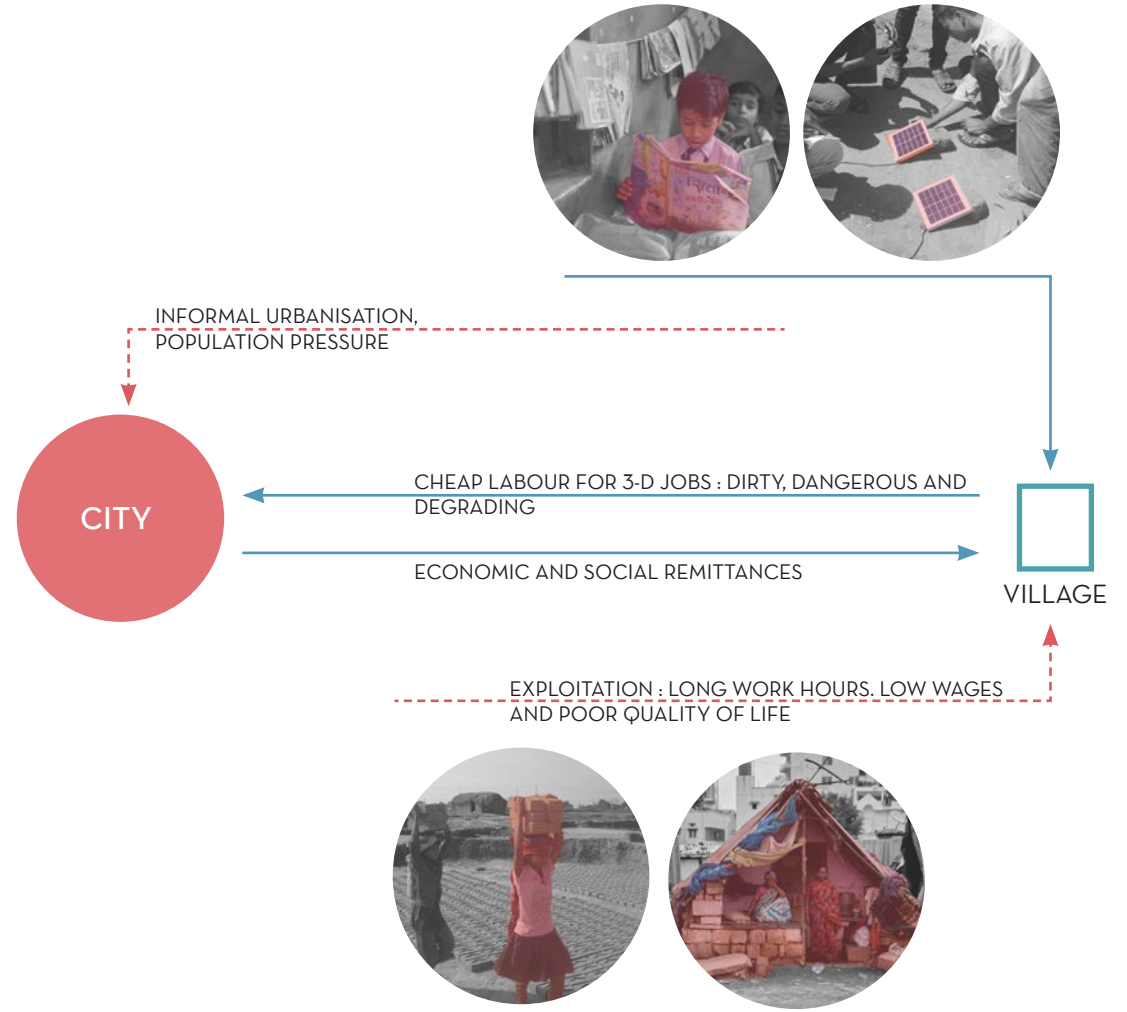 INFORMAL URBANISATION,
POPULATION PRESSURE
CITY
CHEAP LABOUR FOR 3-D JOBS : DIRTY, DANGEROUS AND
DEGRADING
ECONOMIC AND SOCIAL REMITTANCES
VILLAGE
EXPLOITATION : LONG WORK HOURS. LOW WAGES
AND POOR QUALITY OF LIFE